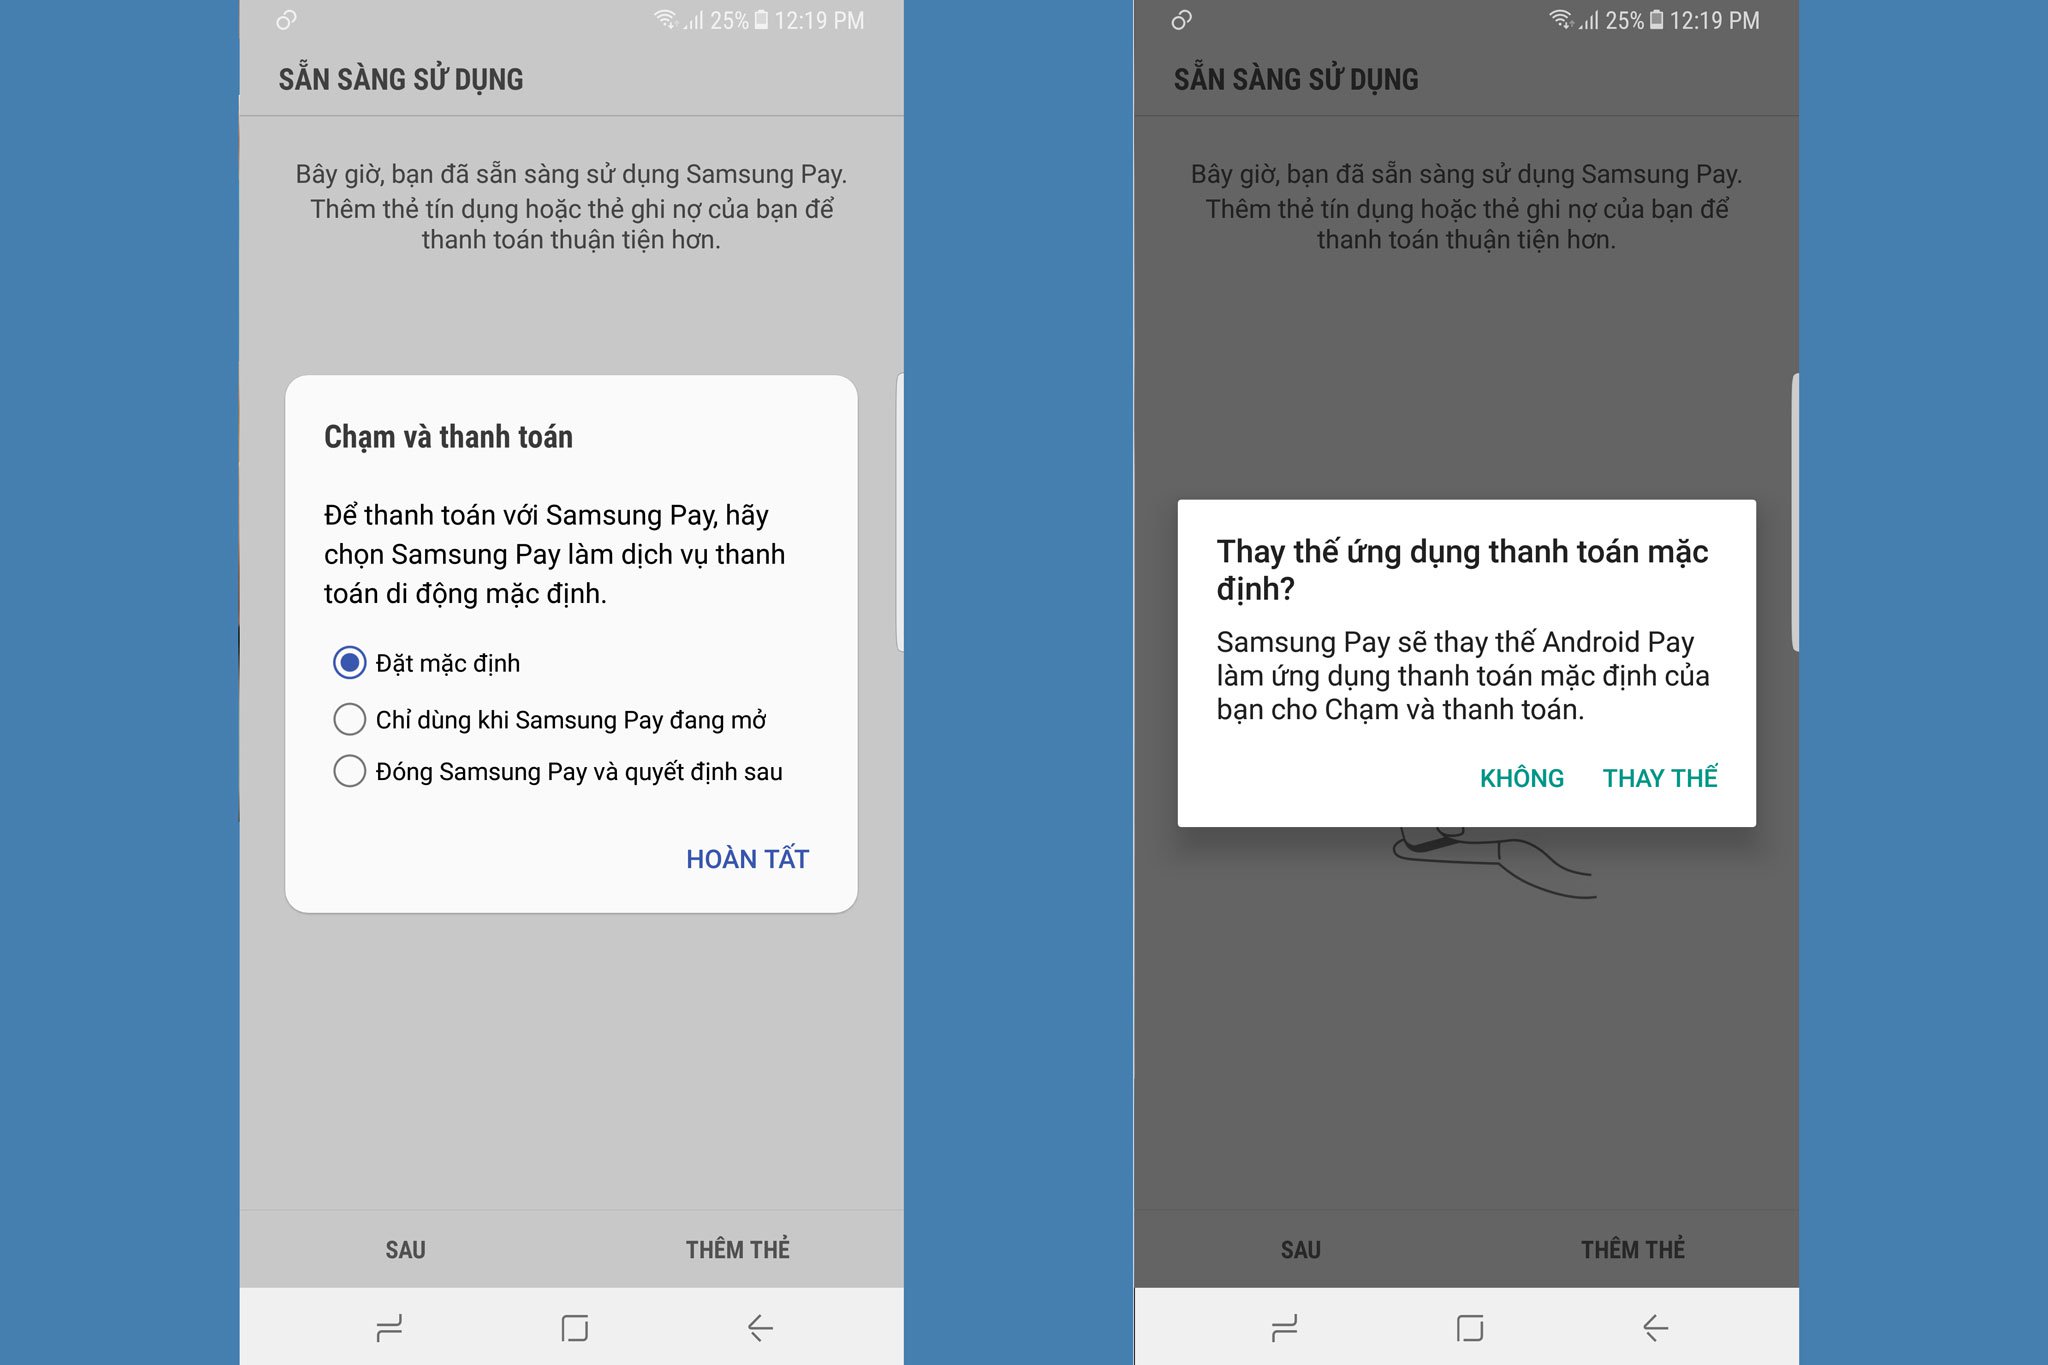 25% 12:19 PM
SẴN SÀNG SỬ DỤNG
Bây giờ, bạn đã sẵn sàng sử dụng Samsung Pay.
Thêm thẻ tín dụng hoặc thẻ ghi nợ của bạn để
thanh toán thuận tiện hơn.
Chạm và thanh toán
Để thanh toán với Samsung Pay, hãy
chọn Samsung Pay làm dịch vụ thanh
toán di động mặc định.
Đặt mặc định
Chỉ dùng khi Samsung Pay đang mở
Đóng Samsung Pay và quyết định sau
HOÀN TẤT
SAU THÊM THẺ
25% 12:19 PM
SẴN SÀNG SỬ DỤNG
Bây giờ, bạn đã sẵn sàng sử dụng Samsung Pay.
Thêm thẻ tín dụng hoặc thẻ ghi nợ của bạn để
thanh toán thuận tiện hơn.
Thay thế ứng dụng thanh toán mặc
định?
Samsung Pay sẽ thay thế Android Pay
làm ứng dụng thanh toán mặc định của
bạn cho Chạm và thanh toán.
KHÔNG THAY THẾ
SAU THÊM THẺ